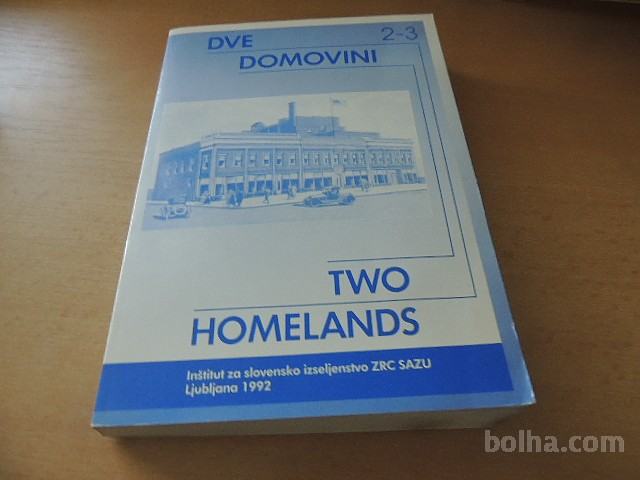 DVE 2-3
DOMOVINI
TWO
HOMELANDS
Inštitut za slovensko izseljenstvo ZRC SAZU
Ljubljana 1992
bolha.com